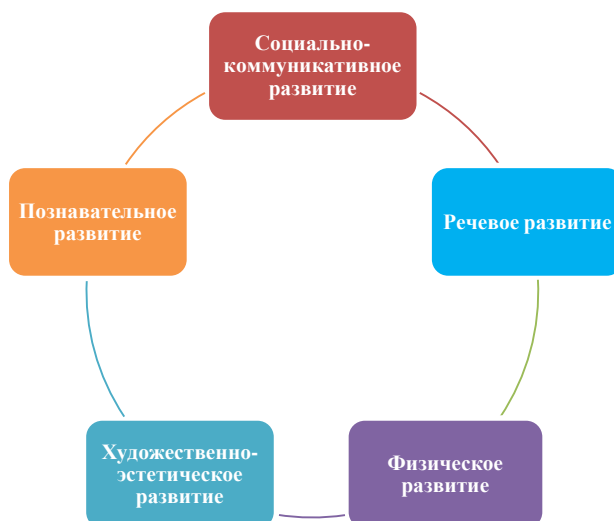 Социально-
коммуникативное
развитие
Речевое развитие
Физическое
развитие
Художественно-
эстетическое
развитие
Познавательное
развитие